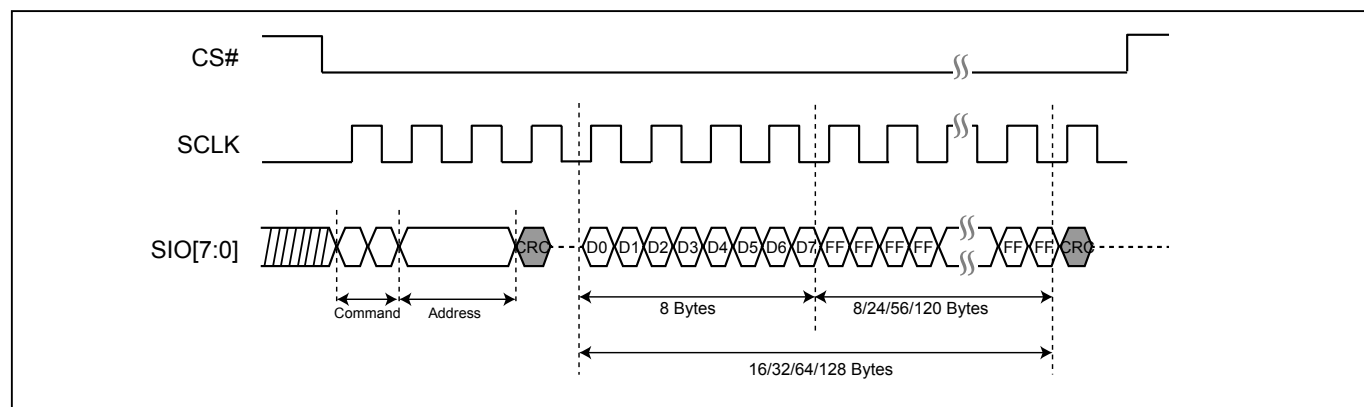 CS#
SCLK
SIO[7:0]
CRC D0 D1 D2 D3 D4 D5 D6 D7 FF FF FF FF FF FF CRC
Command Address 8 Bytes 8/24/56/120 Bytes
16/32/64/128 Bytes